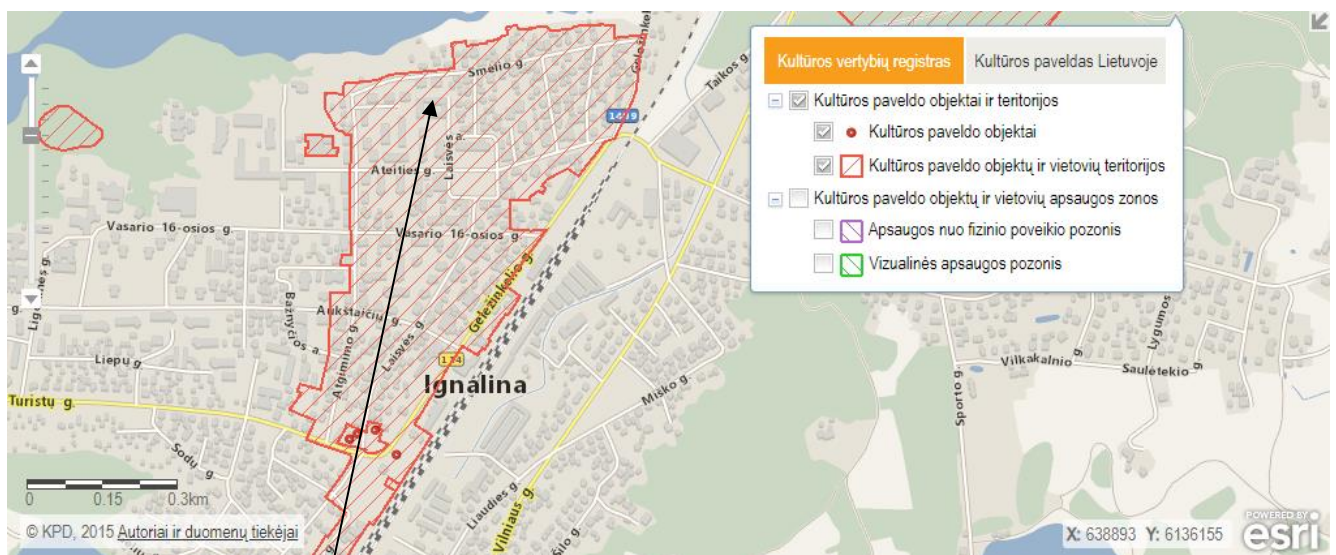 Smėlio g.
Taikos g.
1419
Laisvės a.
Ateities g.
Vasario 16-osios g.
Vasario 16-osios g.
Geležinkelio g.
Bažnyčios a.
Aukštaičių g.
Laisvės g.
Atgimimo g.
Liepų g.
114
Ignalina
Turistų g.
Sodų g.
Miško g.
Liaudies g.
Vilniaus g.
Šilo g.
Sporto g.
Vilkakalnio g.
Saulėtekio g.
Lygumos g.
Kultūros vertybių registras
Kultūros paveldas Lietuvoje
Kultūros paveldo objektai ir teritorijos
Kultūros paveldo objektai
Kultūros paveldo objektų ir vietovių teritorijos
Kultūros paveldo objektų ir vietovių apsaugos zonos
Apsaugos nuo fizinio poveikio pozonis
Vizualinės apsaugos pozonis
0 0.15 0.3km
© KPD, 2015 Autoriai ir duomenų tiekėjai
X: 638893 Y: 6136155
POWERED BY
esri